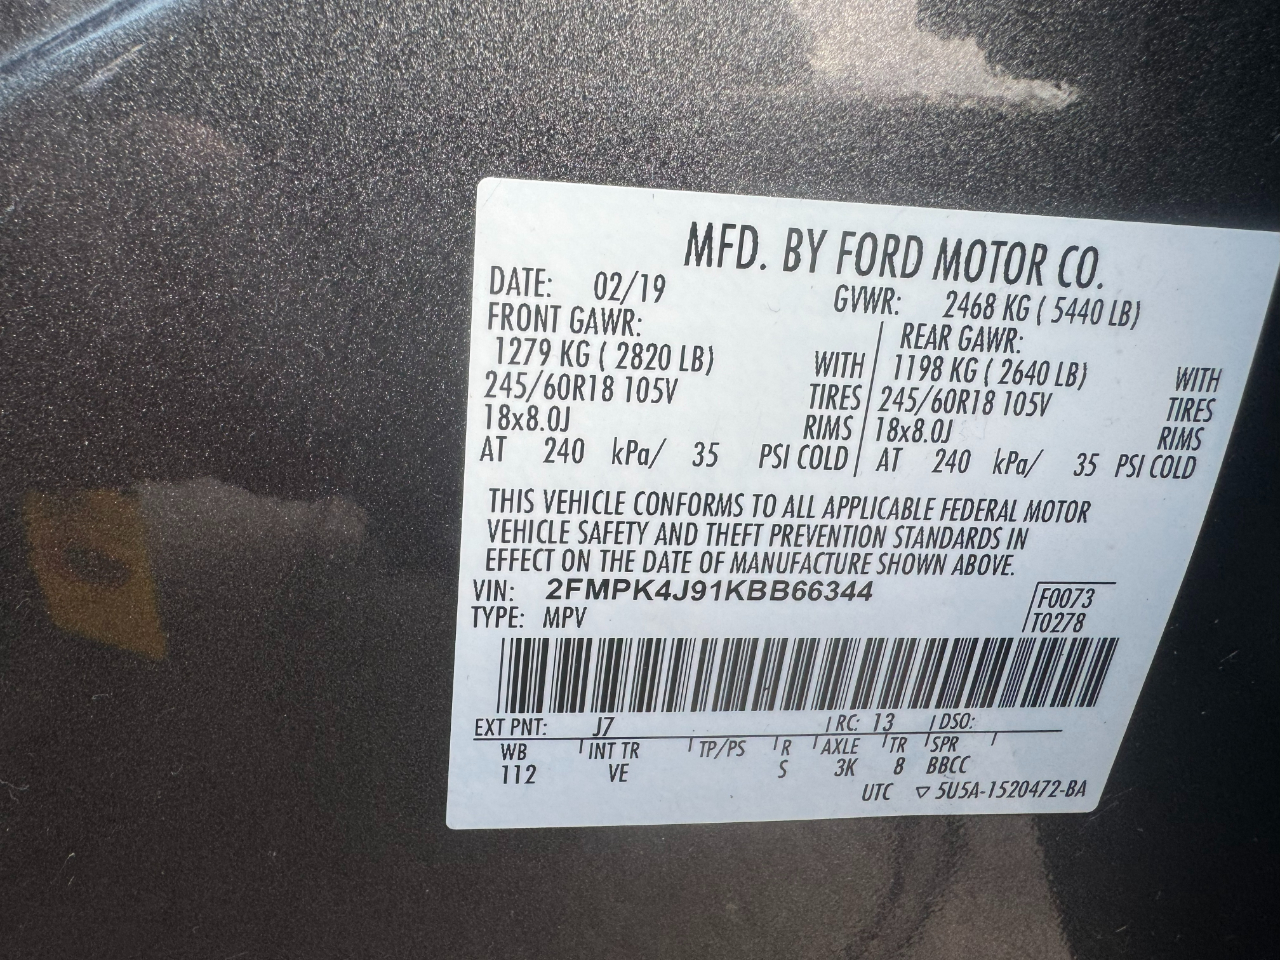 MFD. BY FORD MOTOR CO.
DATE: 02/19 GVWR: 2468 KG ( 5440 LB)
FRONT GAWR: REAR GAWR:
1279 KG ( 2820 LB) WITH 1198 KG ( 2640 LB) WITH
245/60R18 105V TIRES 245/60R18 105V TIRES
18x8.0J RIMS 18x8.0J RIMS
AT 240 kPa/ 35 PSI COLD AT 240 kPa/ 35 PSI COLD
THIS VEHICLE CONFORMS TO ALL APPLICABLE FEDERAL MOTOR
VEHICLE SAFETY AND THEFT PREVENTION STANDARDS IN
EFFECT ON THE DATE OF MANUFACTURE SHOWN ABOVE.
VIN: 2FMPK4J91KBB66344 F0073
TYPE: MPV T0278
EXT PNT: J7 RC: 13 DSO:
WB INT TR TP/PS R AXLE TR SPR
112 VE S 3K 8 BBCC
UTC ▽ 5U5A-1520472-BA